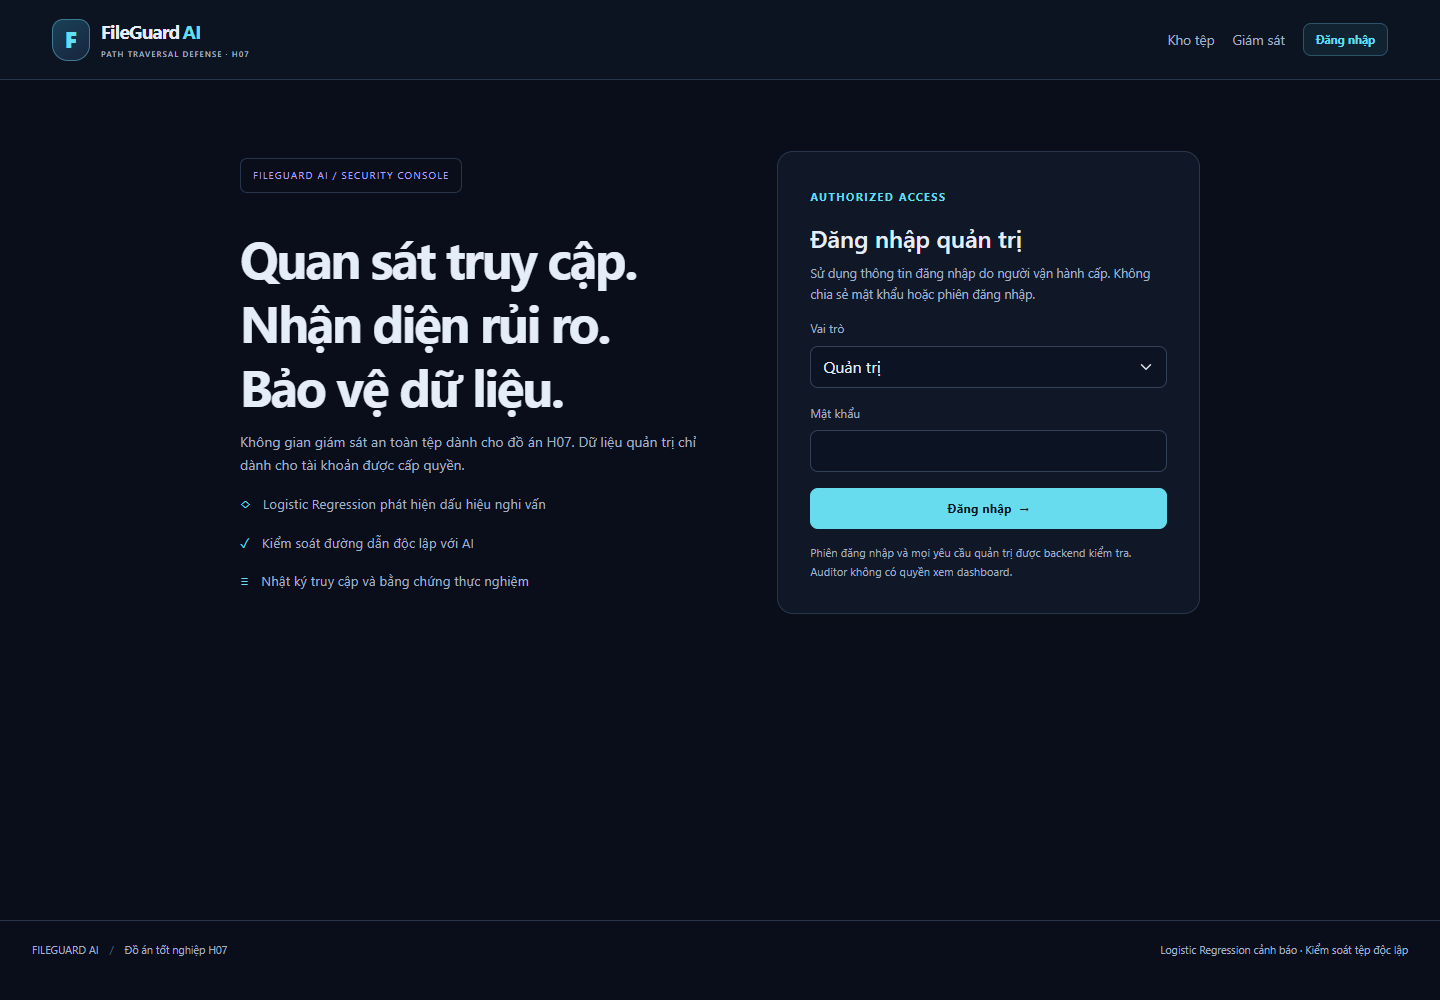 F
FileGuard AI
PATH TRAVERSAL DEFENSE · H07
Kho tệp
Giám sát
Đăng nhập
FILEGUARD AI / SECURITY CONSOLE
Quan sát truy cập.
Nhận diện rủi ro.
Bảo vệ dữ liệu.
Không gian giám sát an toàn tệp dành cho đồ án H07. Dữ liệu quản trị chỉ
dành cho tài khoản được cấp quyền.
Logistic Regression phát hiện dấu hiệu nghi vấn
✓ Kiểm soát đường dẫn độc lập với AI
Nhật ký truy cập và bằng chứng thực nghiệm
AUTHORIZED ACCESS
Đăng nhập quản trị
Sử dụng thông tin đăng nhập do người vận hành cấp. Không
chia sẻ mật khẩu hoặc phiên đăng nhập.
Vai trò
Quản trị
Mật khẩu
Đăng nhập →
Phiên đăng nhập và mọi yêu cầu quản trị được backend kiểm tra.
Auditor không có quyền xem dashboard.
FILEGUARD AI / Đồ án tốt nghiệp H07
Logistic Regression cảnh báo · Kiểm soát tệp độc lập